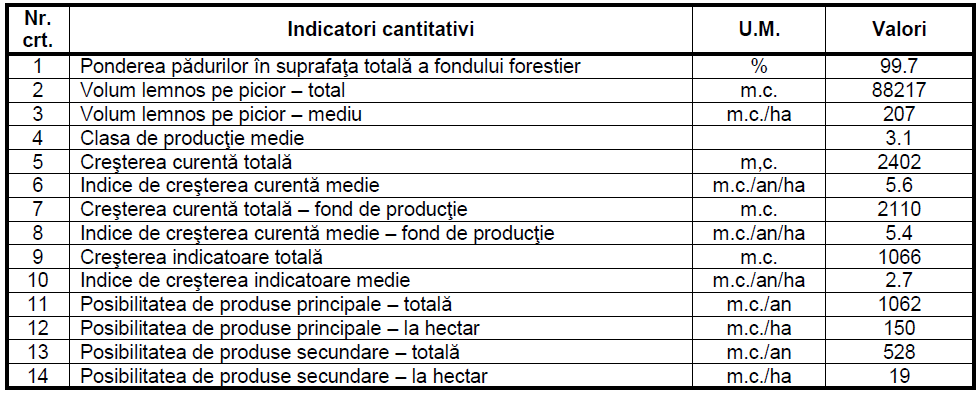 Nr. crt. Indicatori cantitativi U.M. Valori
1 Ponderea pădurilor în suprafaţa totală a fondului forestier % 99.7
2 Volum lemnos pe picior – total m.c. 88217
3 Volum lemnos pe picior – mediu m.c./ha 207
4 Clasa de producţie medie 3.1
5 Creşterea curentă totală m,c. 2402
6 Indice de creşterea curentă medie m.c./an/ha 5.6
7 Creşterea curentă totală – fond de producţie m.c. 2110
8 Indice de creşterea curentă medie – fond de producţie m.c./an/ha 5.4
9 Creşterea indicatoare totală m.c. 1066
10 Indice de creşterea indicatoare medie m.c./an/ha 2.7
11 Posibilitatea de produse principale – totală m.c./an 1062
12 Posibilitatea de produse principale – la hectar m.c./ha 150
13 Posibilitatea de produse secundare – totală m.c./an 528
14 Posibilitatea de produse secundare – la hectar m.c./ha 19